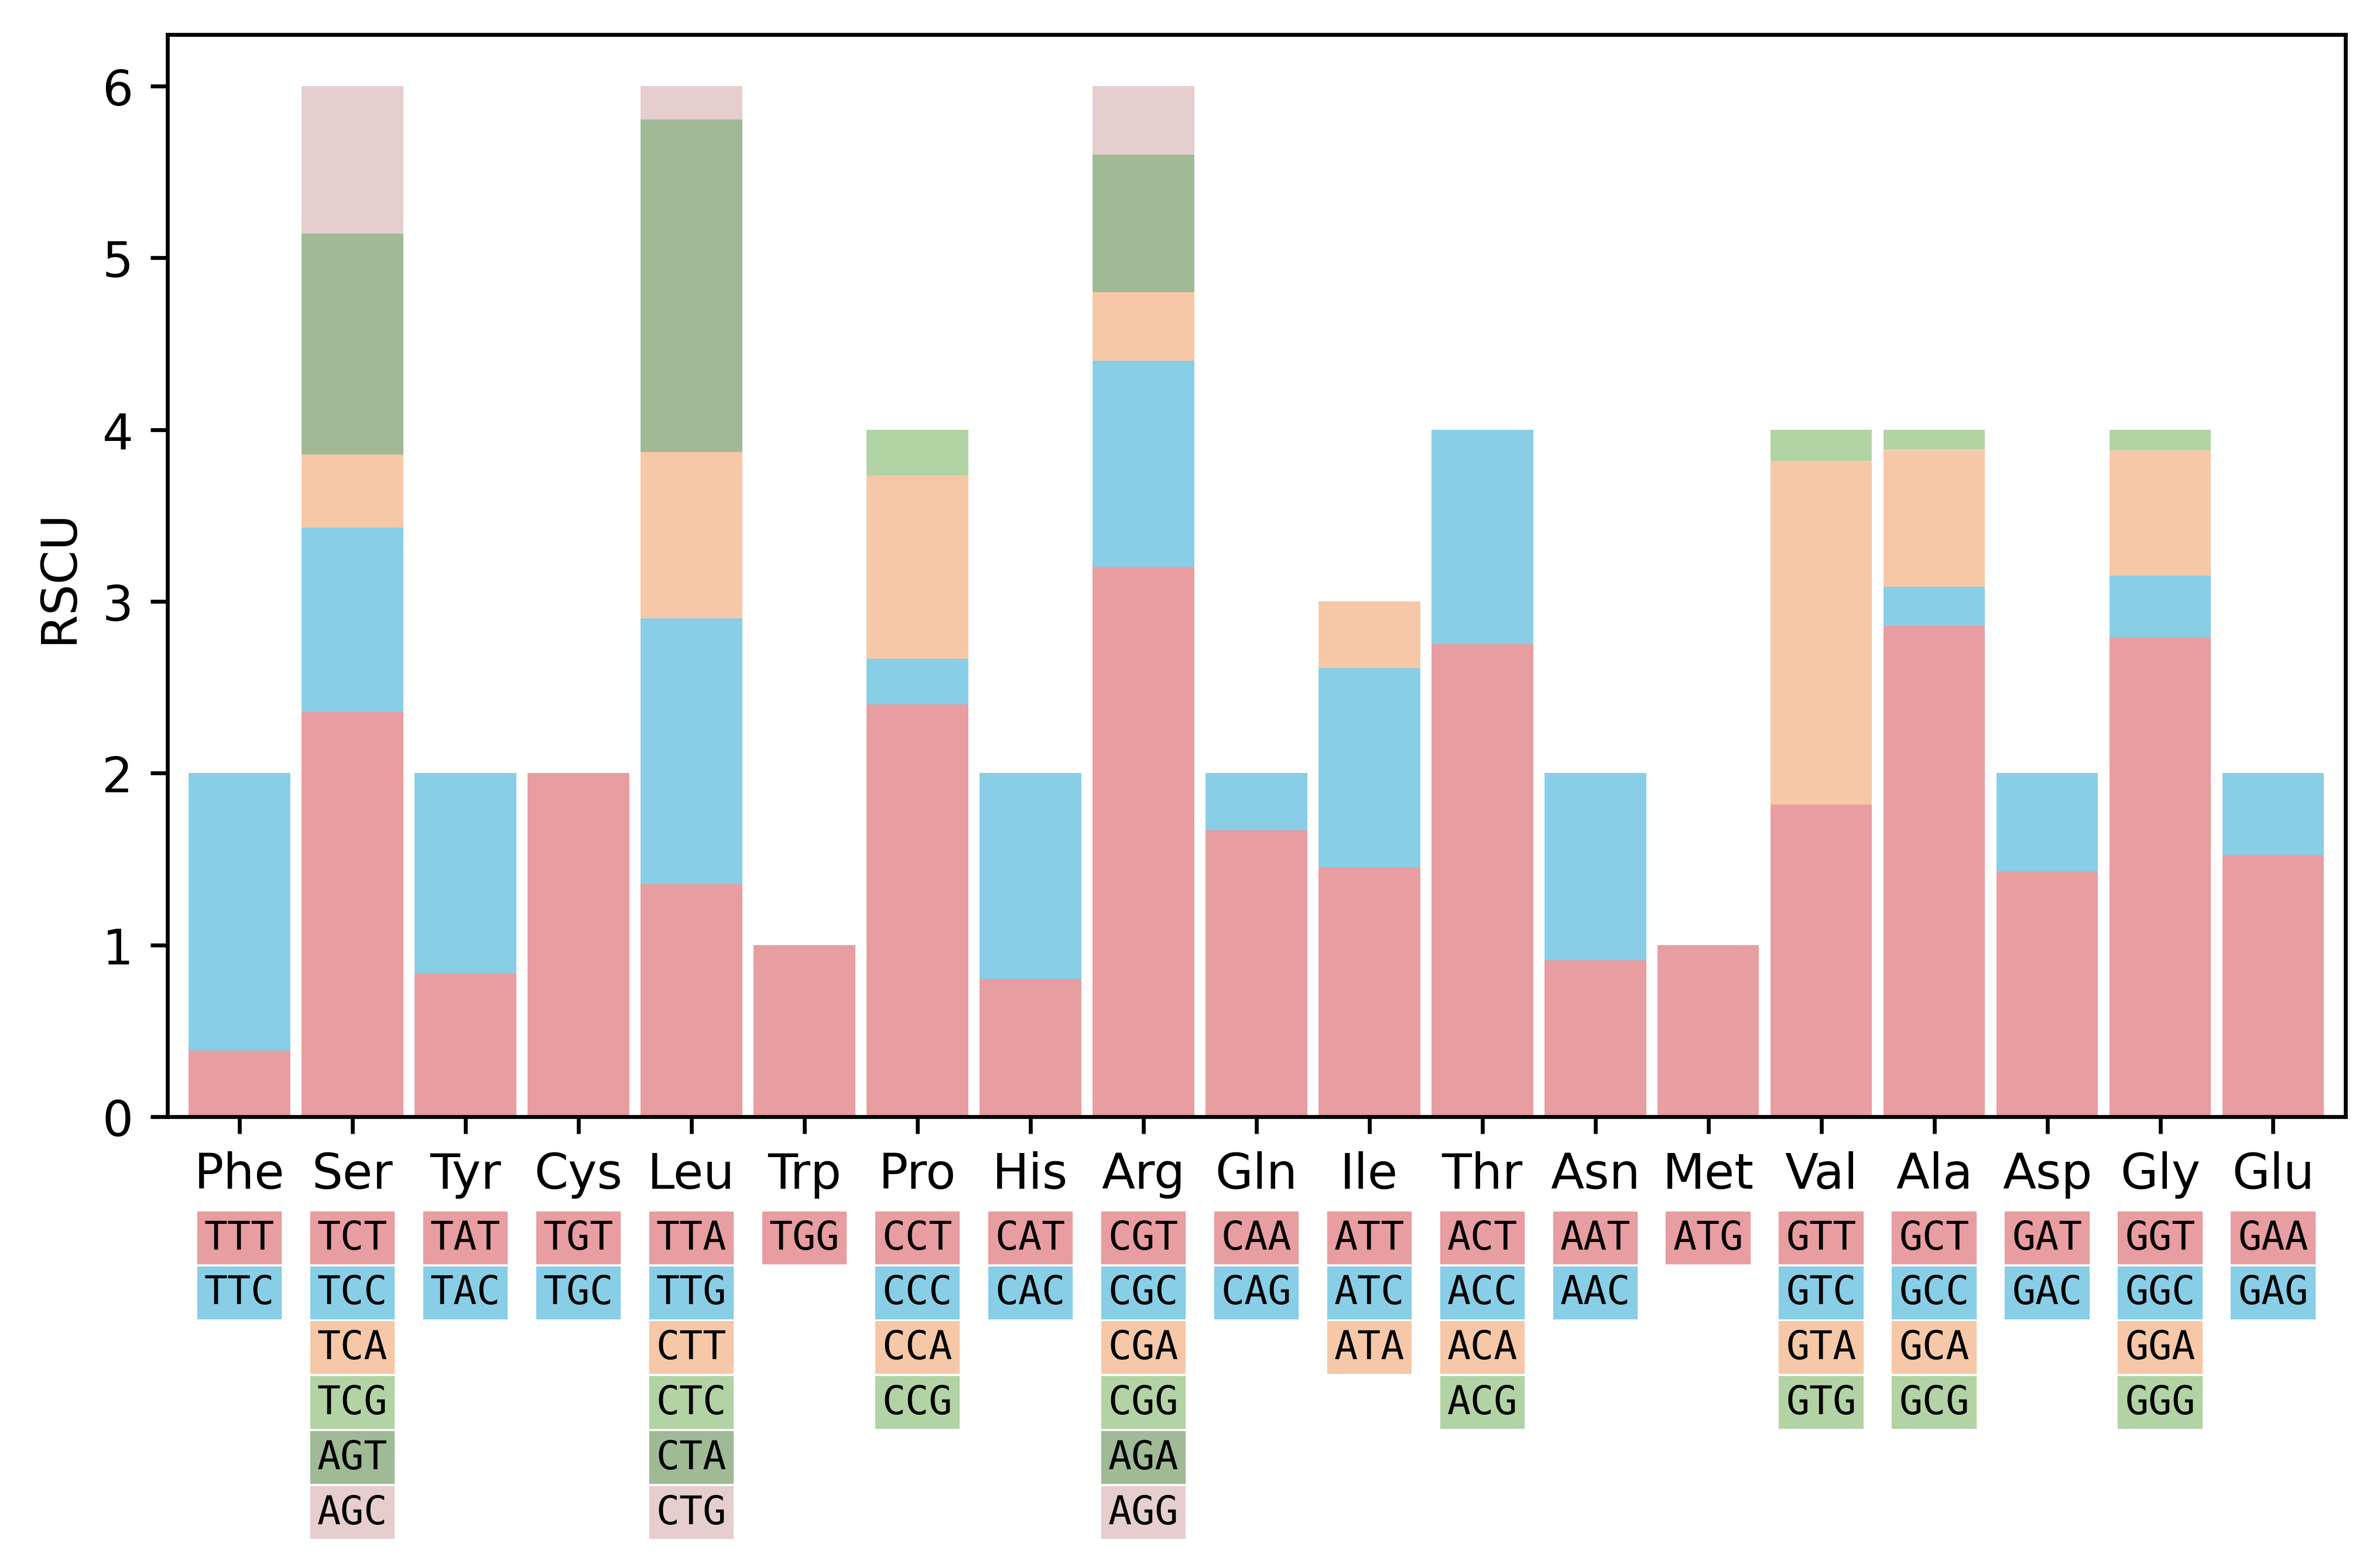 6
5
4
3
2
1
0
RSCU
Phe Ser Tyr Cys Leu Trp Pro His Arg Gln Ile Thr Asn Met Val Ala Asp Gly Glu
TTT TCT TAT TGT TTA TGG CCT CAT CGT CAA ATT ACT AAT ATG GTT GCT GAT GGT GAA
TTC TCC TAC TGC TTG CCC CAC CGC CAG ATC ACC AAC GTC GCC GAC GGC GAG
TCA CTT CCA CGA ATA ACA GTA GCA GGA
TCG CTC CCG CGG ACG GTG GCG GGG
AGT CTA AGA
AGC CTG AGG